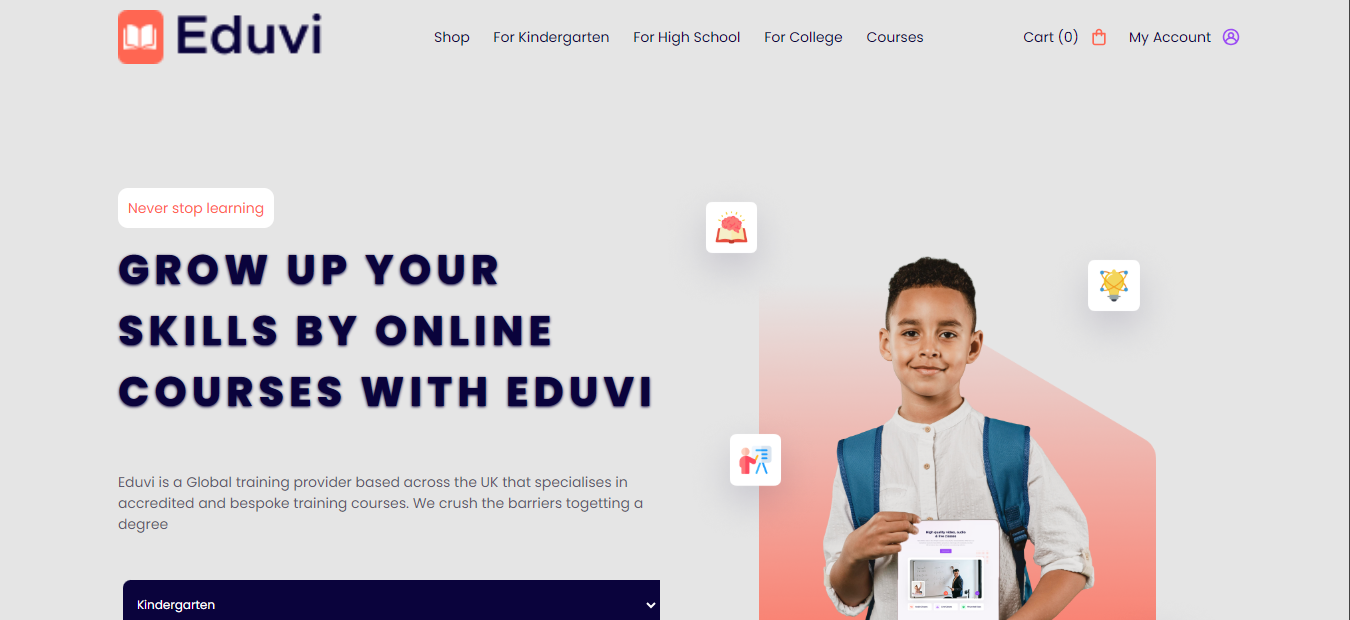 Eduvi
Shop For Kindergarten For High School For College Courses
Cart (0) My Account
Never stop learning
GROW UP YOUR
SKILLS BY ONLINE
COURSES WITH EDUVI
Eduvi is a Global training provider based across the UK that specialises in
accredited and bespoke training courses. We crush the barriers togetting a
degree
Kindergarten
High quality video, audio
& live classes